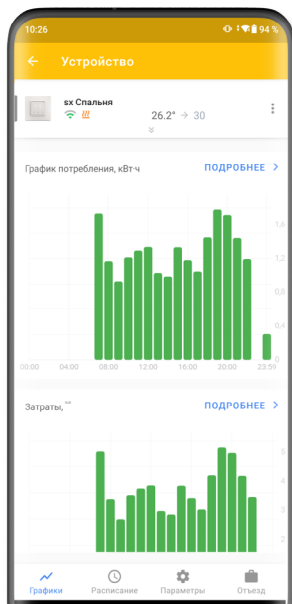 10:26
94 %
Устройство
sx Спальня
26.2° → 30
График потребления, кВт·ч
ПОДРОБНЕЕ >
1,6
1,2
0,8
0,4
0
00:00 04:00 08:00 12:00 16:00 20:00 23:59
Затраты,
ПОДРОБНЕЕ >
5
4
3
2
Графики Расписание Параметры Отъезд